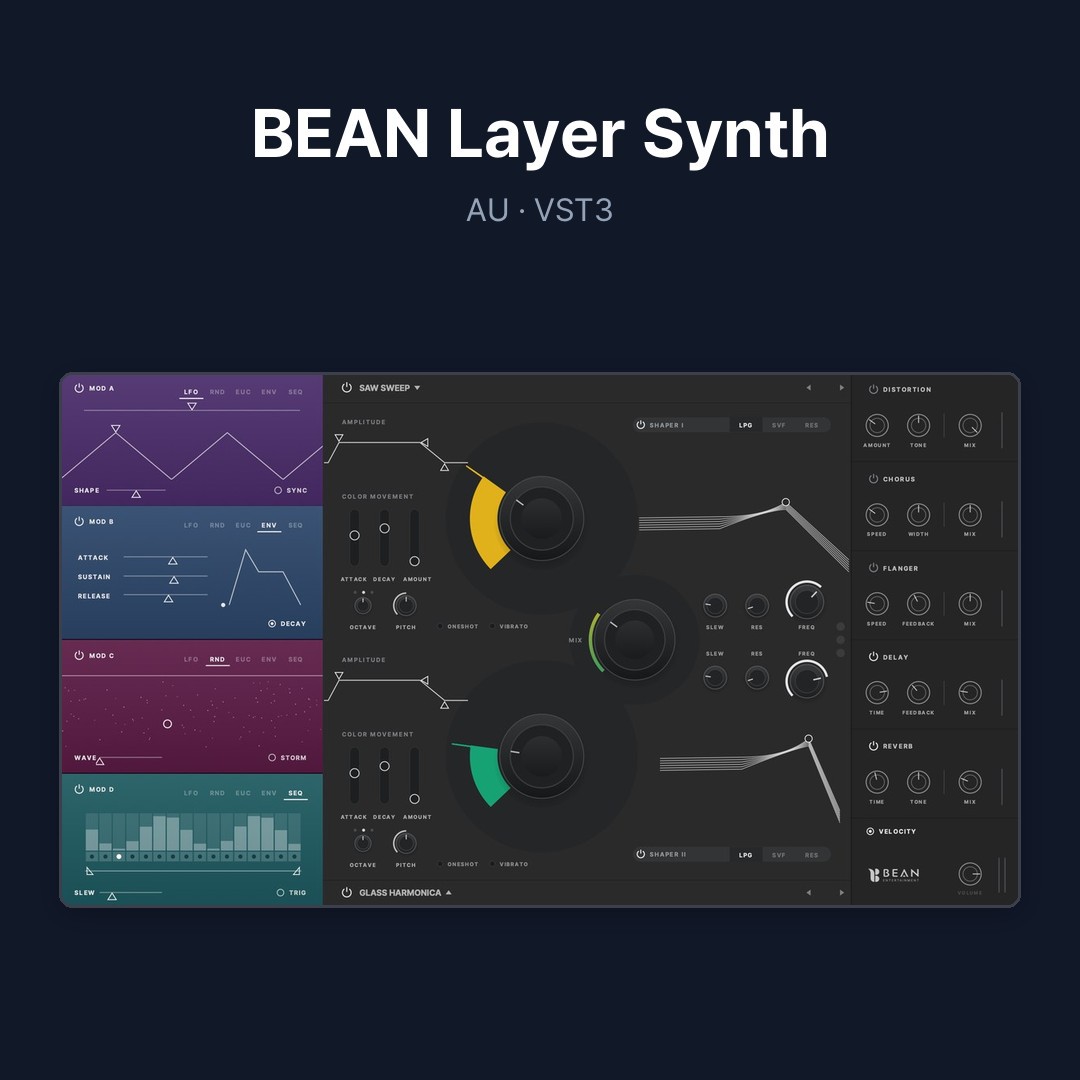 BEAN Layer Synth
AU · VST3
MOD A
LFO RND EUC ENV SEQ
SHAPE
SYNC
MOD B
LFO RND EUC ENV SEQ
ATTACK
SUSTAIN
RELEASE
DECAY
MOD C
LFO RND EUC ENV SEQ
WAVE
STORM
MOD D
LFO RND EUC ENV SEQ
SLEW
TRIG
SAW SWEEP
AMPLITUDE
SHAPER I LPG SVF RES
COLOR MOVEMENT
ATTACK DECAY AMOUNT
OCTAVE PITCH ONESHOT VIBRATO
MIX
SLEW RES FREQ
SLEW RES FREQ
AMPLITUDE
COLOR MOVEMENT
ATTACK DECAY AMOUNT
OCTAVE PITCH ONESHOT VIBRATO
SHAPER II LPG SVF RES
GLASS HARMONICA
DISTORTION
AMOUNT TONE MIX
CHORUS
SPEED WIDTH MIX
FLANGER
SPEED FEEDBACK MIX
DELAY
TIME FEEDBACK MIX
REVERB
TIME TONE MIX
VELOCITY
BEAN
ENTERTAINMENT
VOLUME